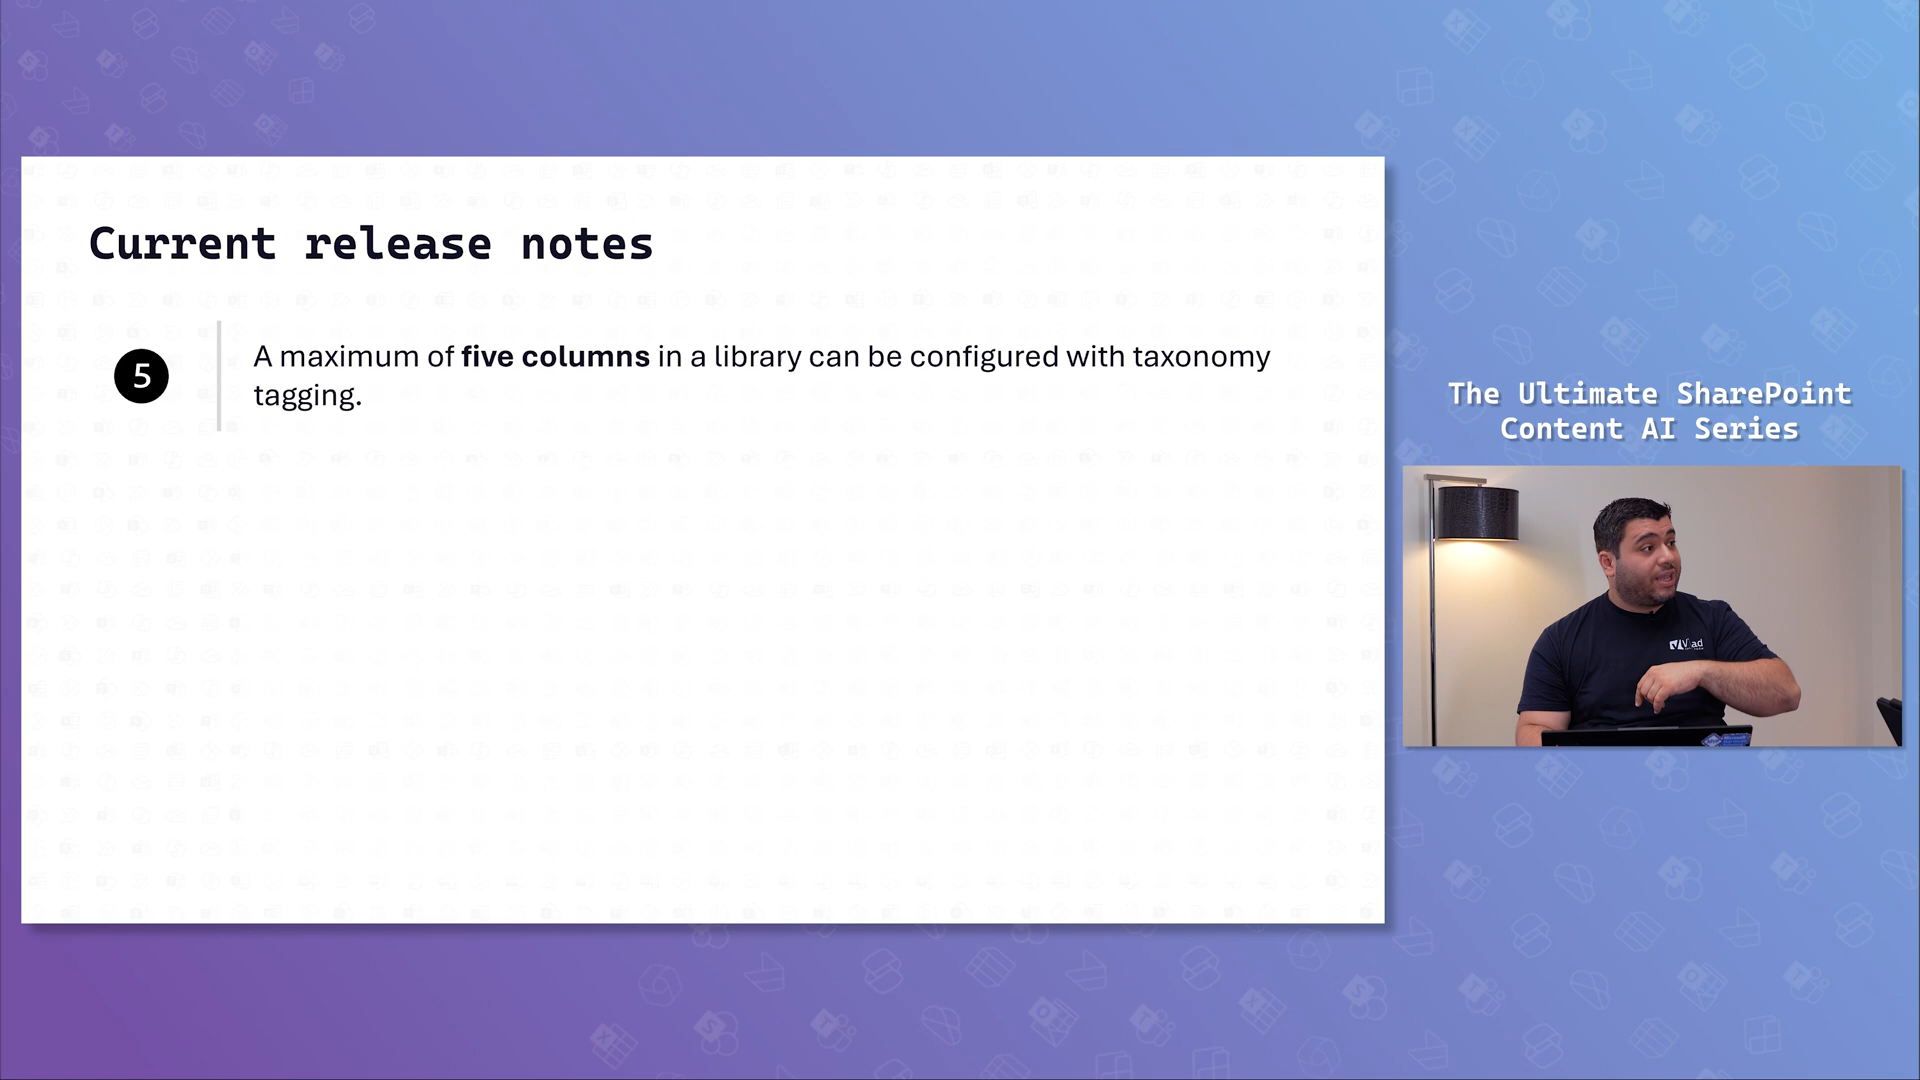 Current release notes
5
A maximum of five columns in a library can be configured with taxonomy
tagging.
The Ultimate SharePoint
Content AI Series